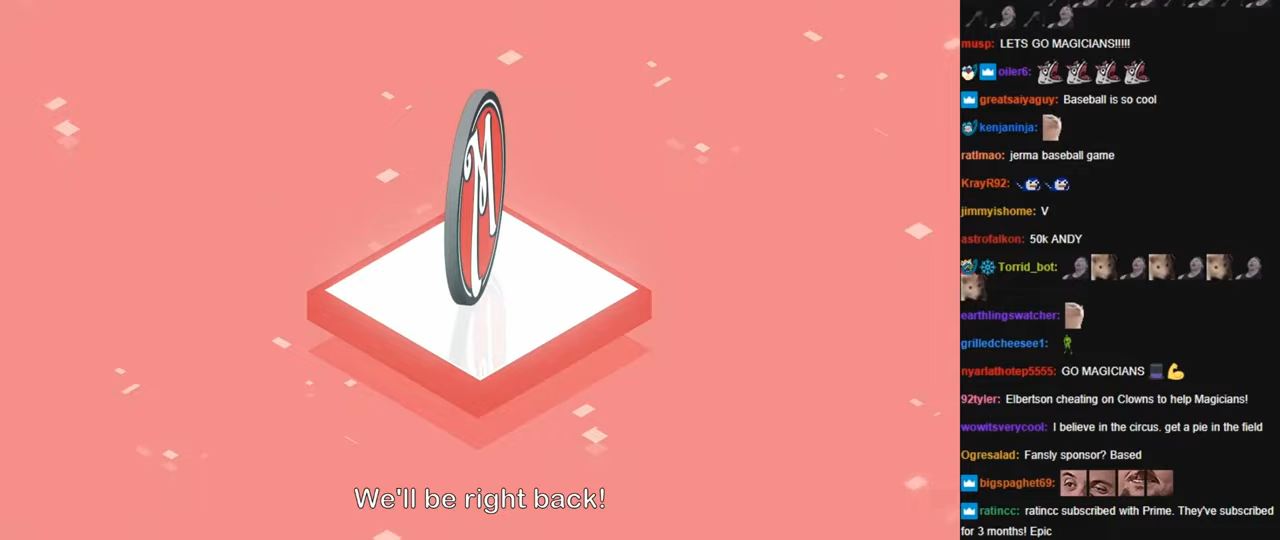 M
We'll be right back!
musp: LETS GO MAGICIANS!!!!!
oiler6:
greatsaiyaguy: Baseball is so cool
kenjaninja:
ratlmao: jerma baseball game
KrayR92:
jimmyishome: V
astrofalkon: 50k ANDY
Torrid_bot:
earthlingswatcher:
grilledcheesee1:
nyarlathotep5555: GO MAGICIANS
92tyler: Elbertson cheating on Clowns to help Magicians!
wowitsverycool: I believe in the circus. get a pie in the field
Ogresalad: Fansly sponsor? Based
bigspaghet69:
ratincc: ratincc subscribed with Prime. They've subscribed
for 3 months! Epic